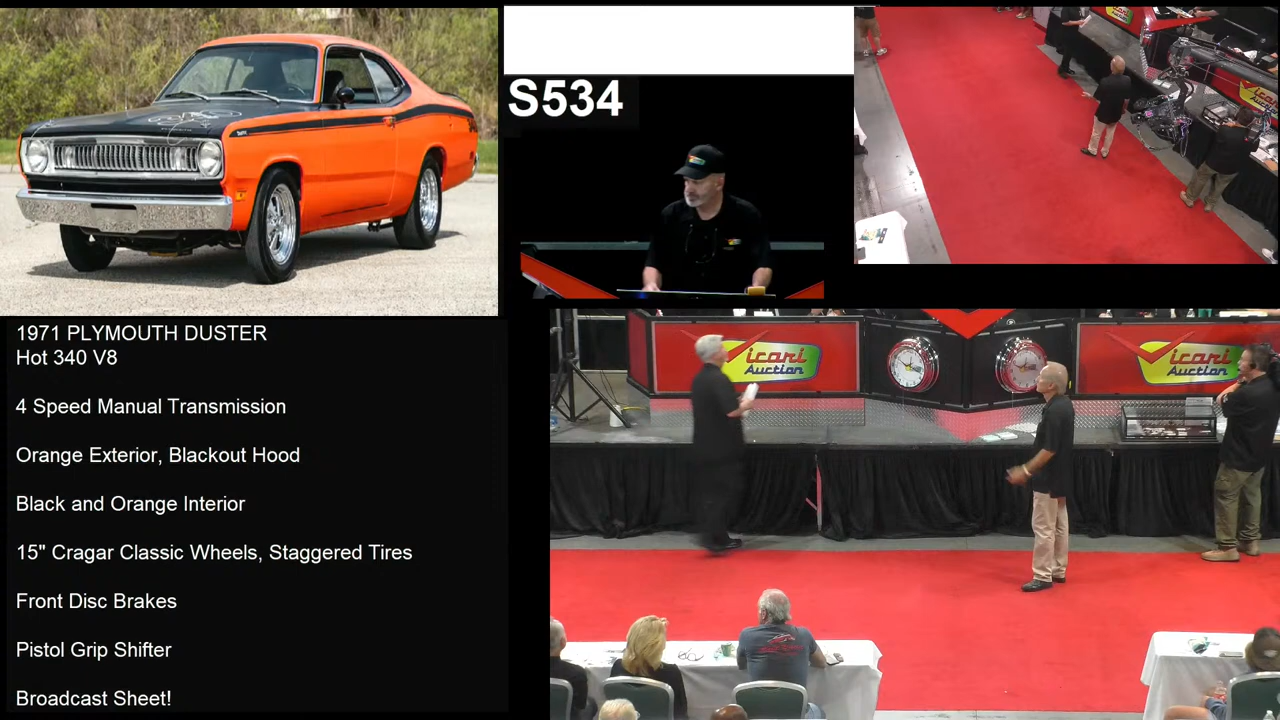 S534
1971 PLYMOUTH DUSTER
Hot 340 V8
4 Speed Manual Transmission
Orange Exterior, Blackout Hood
Black and Orange Interior
15" Cragar Classic Wheels, Staggered Tires
Front Disc Brakes
Pistol Grip Shifter
Broadcast Sheet!
Vicari
Auction
Vicari
Auction